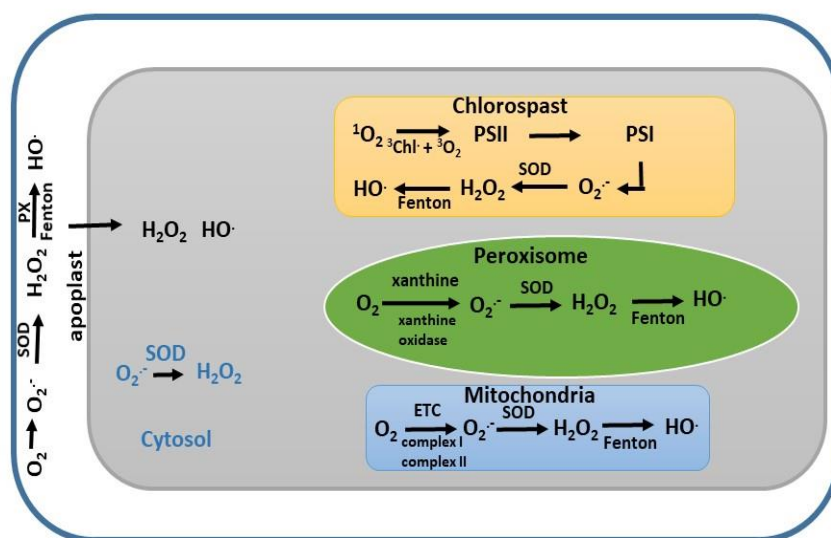 Chlorospast
¹O₂ ³Chl· + ³O₂ PSII PSI
HO· Fenton H₂O₂ SOD O₂·⁻
Peroxisome
O₂ xanthine xanthine oxidase O₂·⁻ SOD H₂O₂ Fenton HO·
Mitochondria
O₂ ETC complex I complex II O₂·⁻ SOD H₂O₂ Fenton HO·
H₂O₂ HO·
O₂·⁻ SOD H₂O₂
Cytosol
O₂ O₂·⁻ SOD H₂O₂ PX Fenton HO·
apoplast